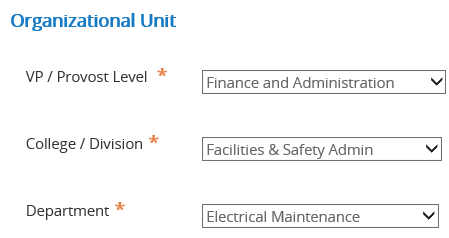 Organizational Unit
VP / Provost Level *
Finance and Administration
College / Division *
Facilities & Safety Admin
Department *
Electrical Maintenance